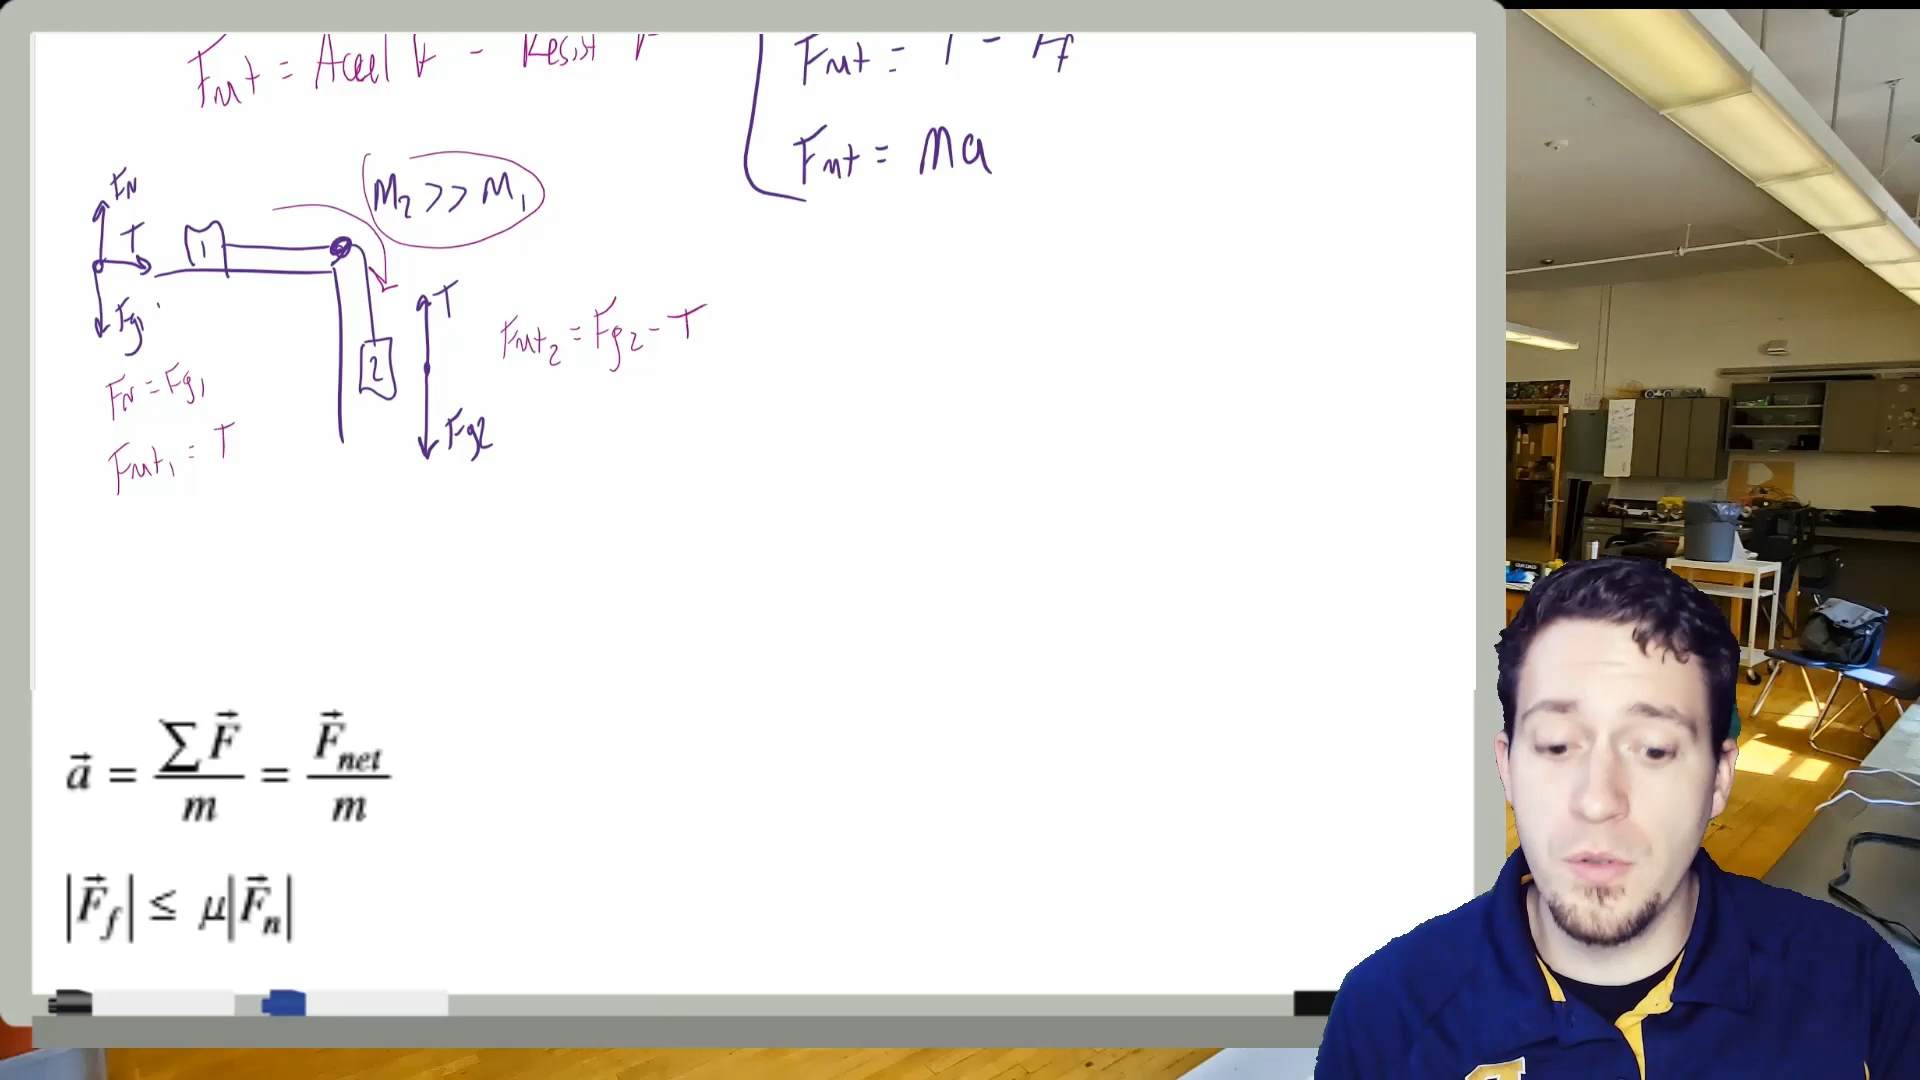 Fnet = Accel F - Resist F
Fnet = T - Ff
Fnet = ma
FN
T
Fg1
1
M2 >> M1
T
2
Fg2
Fnet2 = Fg2 - T
FN = Fg1
Fnet1 = T
a⃗ = ∑F⃗ / m = F⃗net / m
|F⃗f| ≤ μ|F⃗n|